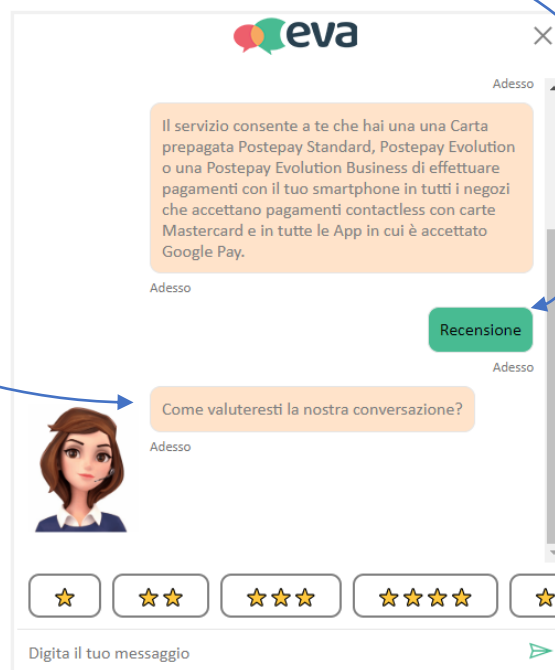 eva
Adesso
Il servizio consente a te che hai una una Carta
prepagata Postepay Standard, Postepay Evolution
o una Postepay Evolution Business di effettuare
pagamenti con il tuo smartphone in tutti i negozi
che accettano pagamenti contactless con carte
Mastercard e in tutte le App in cui è accettato
Google Pay.
Adesso
Recensione
Adesso
Come valuteresti la nostra conversazione?
Adesso
Digita il tuo messaggio